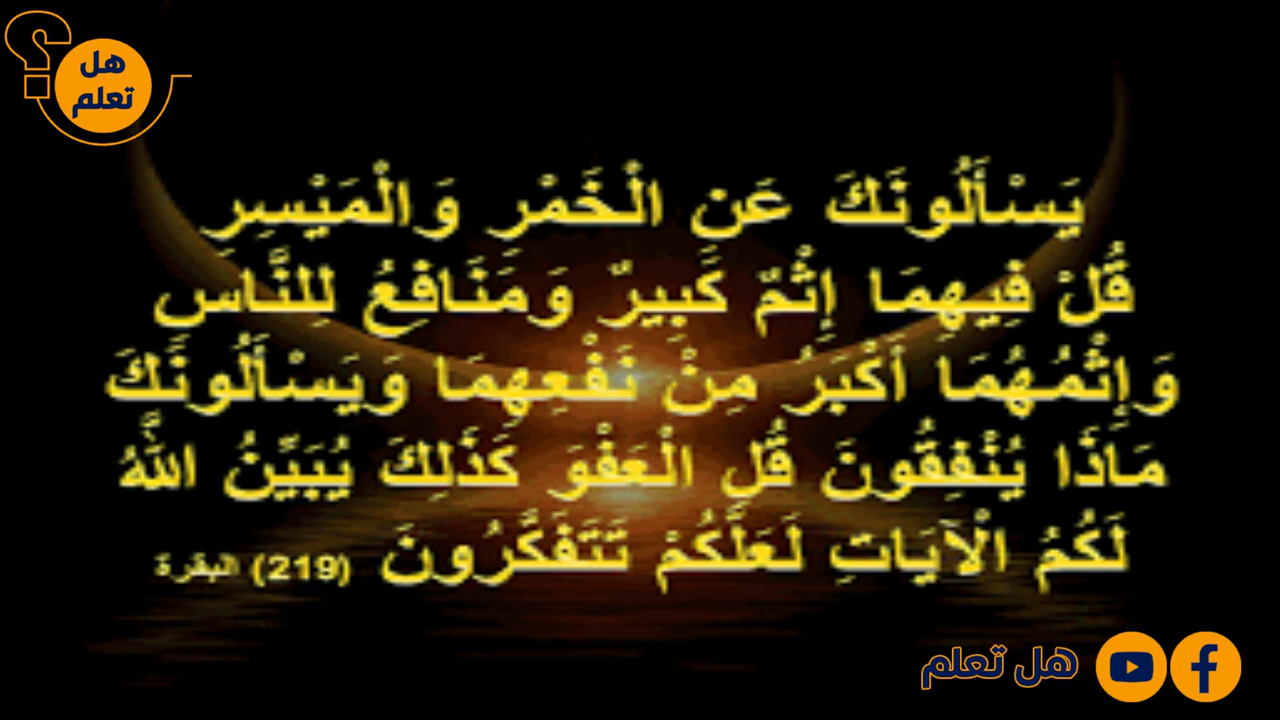 هل
تعلم
يَسْأَلُونَكَ عَنِ الْخَمْرِ وَالْمَيْسِرِ
قُلْ فِيهِمَا إِثْمٌ كَبِيرٌ وَمَنَافِعُ لِلنَّاسِ
وَإِثْمُهُمَا أَكْبَرُ مِنْ نَفْعِهِمَا وَيَسْأَلُونَكَ
مَاذَا يُنْفِقُونَ قُلِ الْعَفْوَ كَذَلِكَ يُبَيِّنُ اللَّهُ
لَكُمُ الْآيَاتِ لَعَلَّكُمْ تَتَفَكَّرُونَ (219) البقرة
هل تعلم